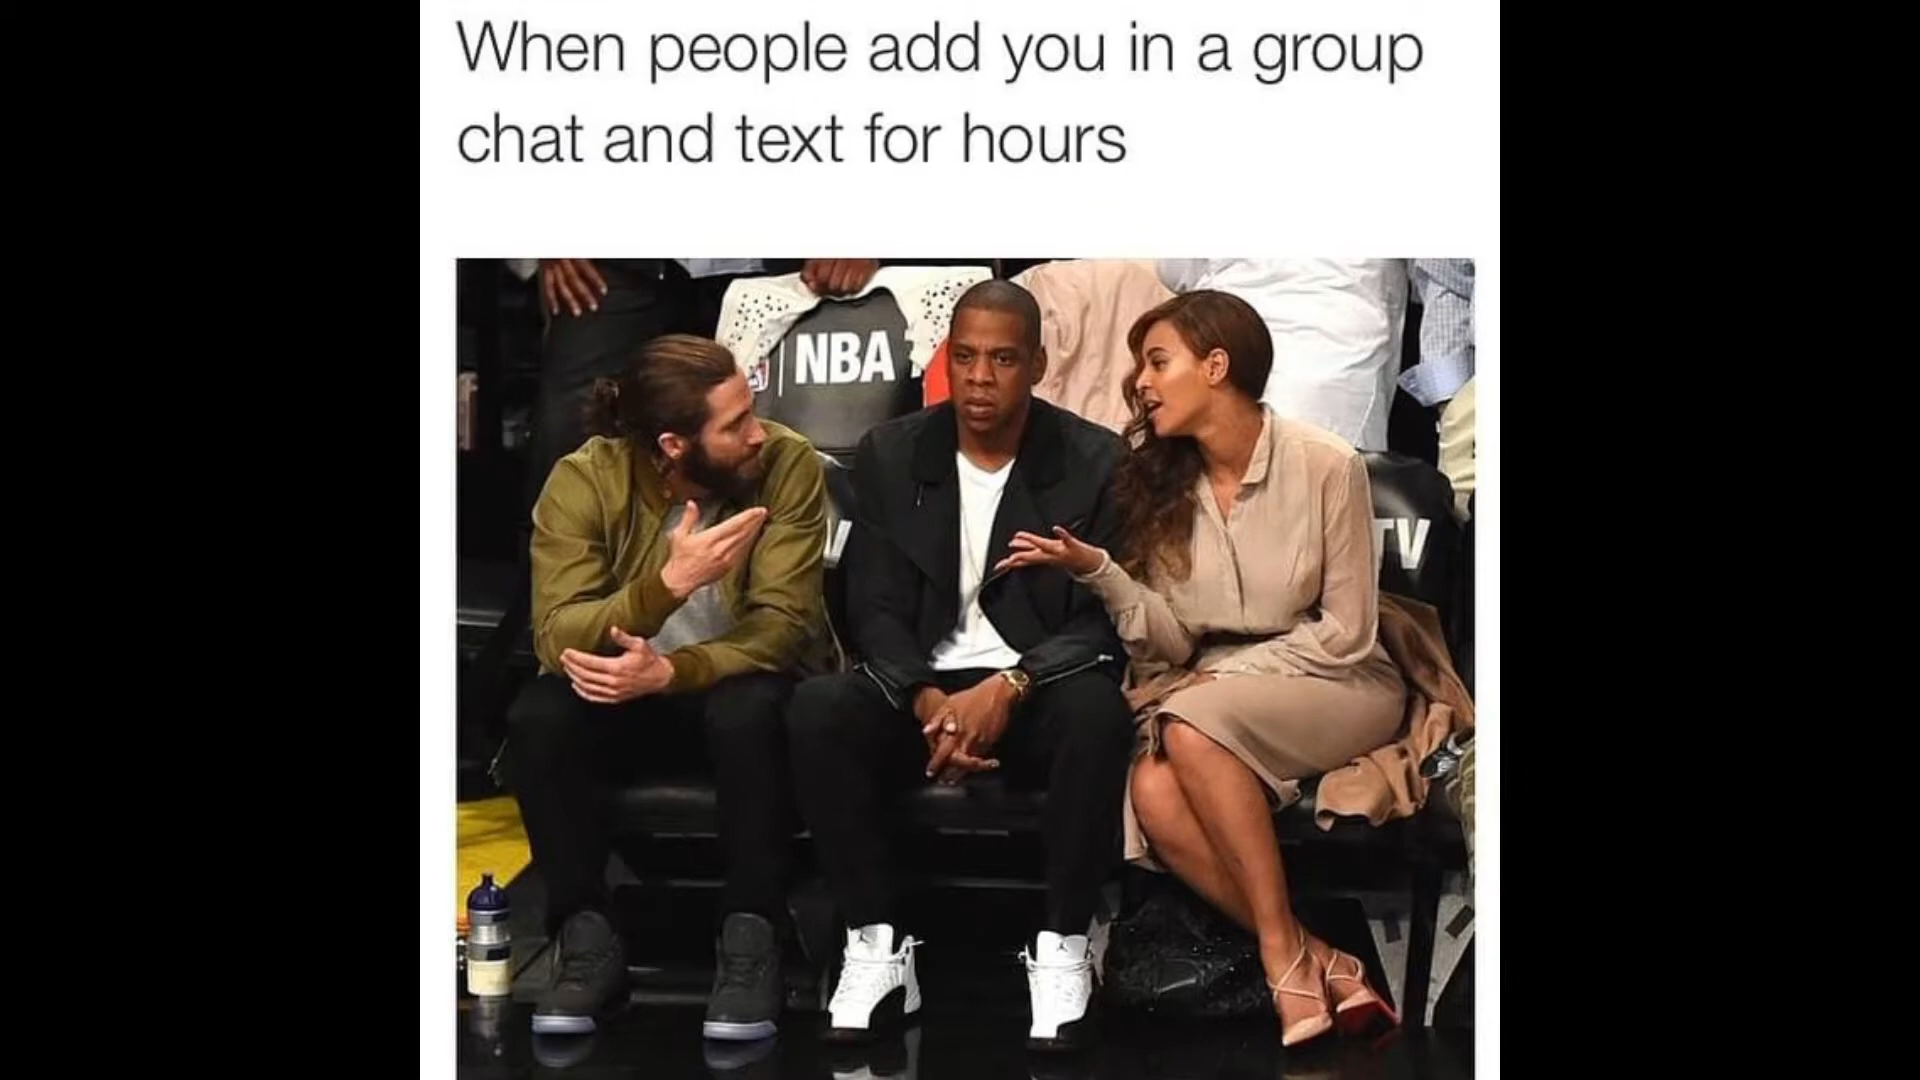 When people add you in a group
chat and text for hours
NBA
TV